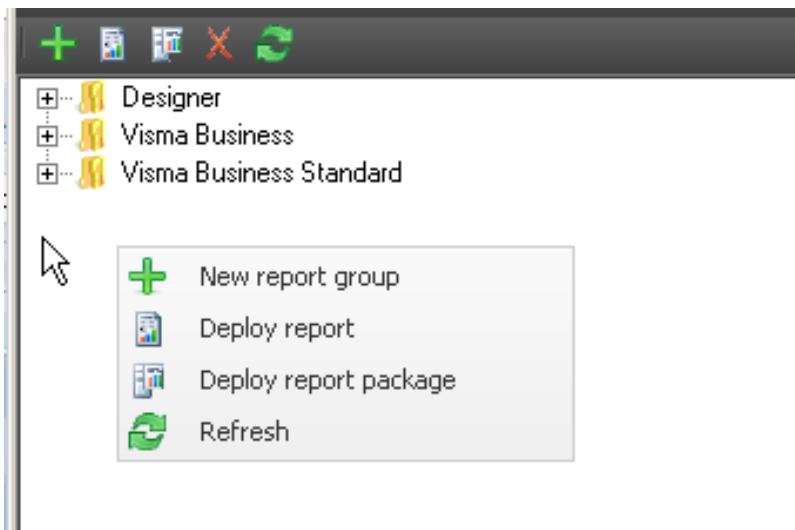 Designer
Visma Business
Visma Business Standard
New report group
Deploy report
Deploy report package
Refresh